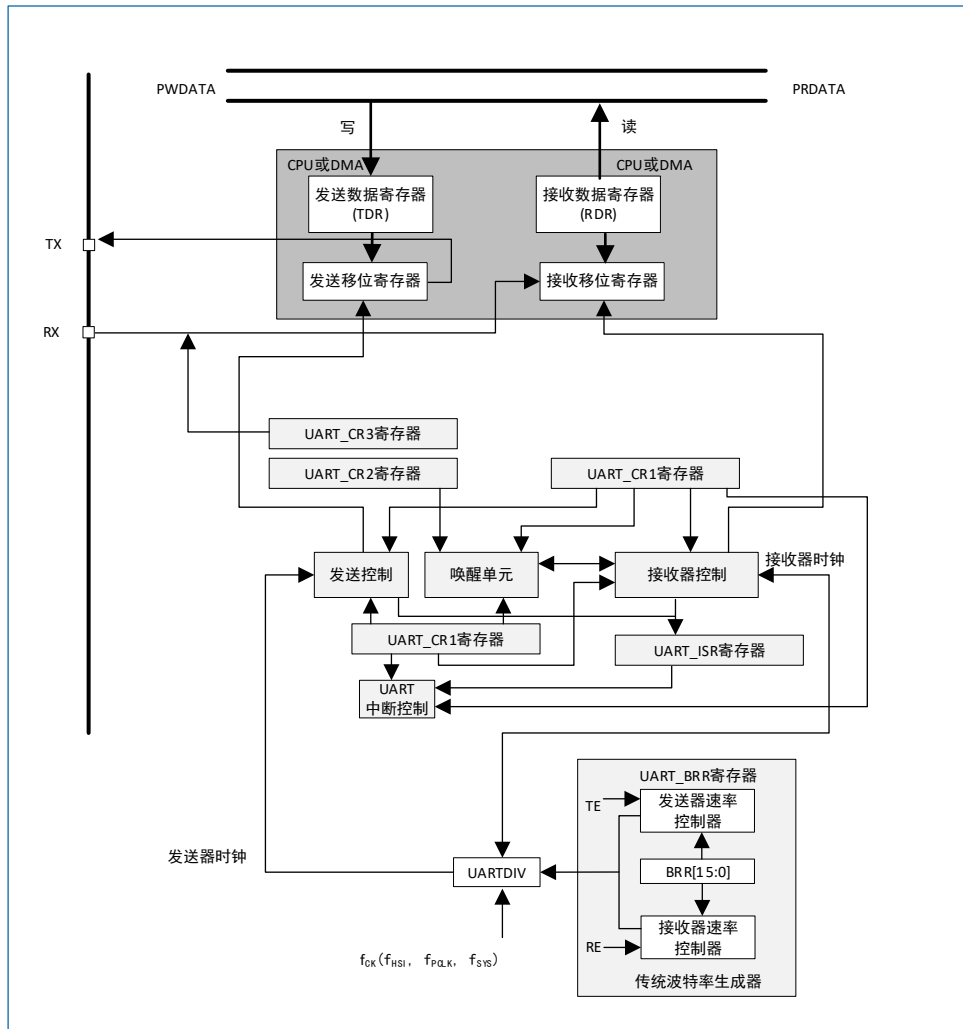 PWDATA
PRDATA
写
读
CPU或DMA
CPU或DMA
发送数据寄存器
(TDR)
接收数据寄存器
(RDR)
TX
发送移位寄存器
接收移位寄存器
RX
UART_CR3寄存器
UART_CR2寄存器
UART_CR1寄存器
发送控制
唤醒单元
接收器控制
接收器时钟
UART_CR1寄存器
UART_ISR寄存器
UART
中断控制
UART_BRR寄存器
TE
发送器速率
控制器
发送器时钟
UARTDIV
BRR[15:0]
RE
接收器速率
控制器
fCK(fHSI, fPCLK, fSYS)
传统波特率生成器